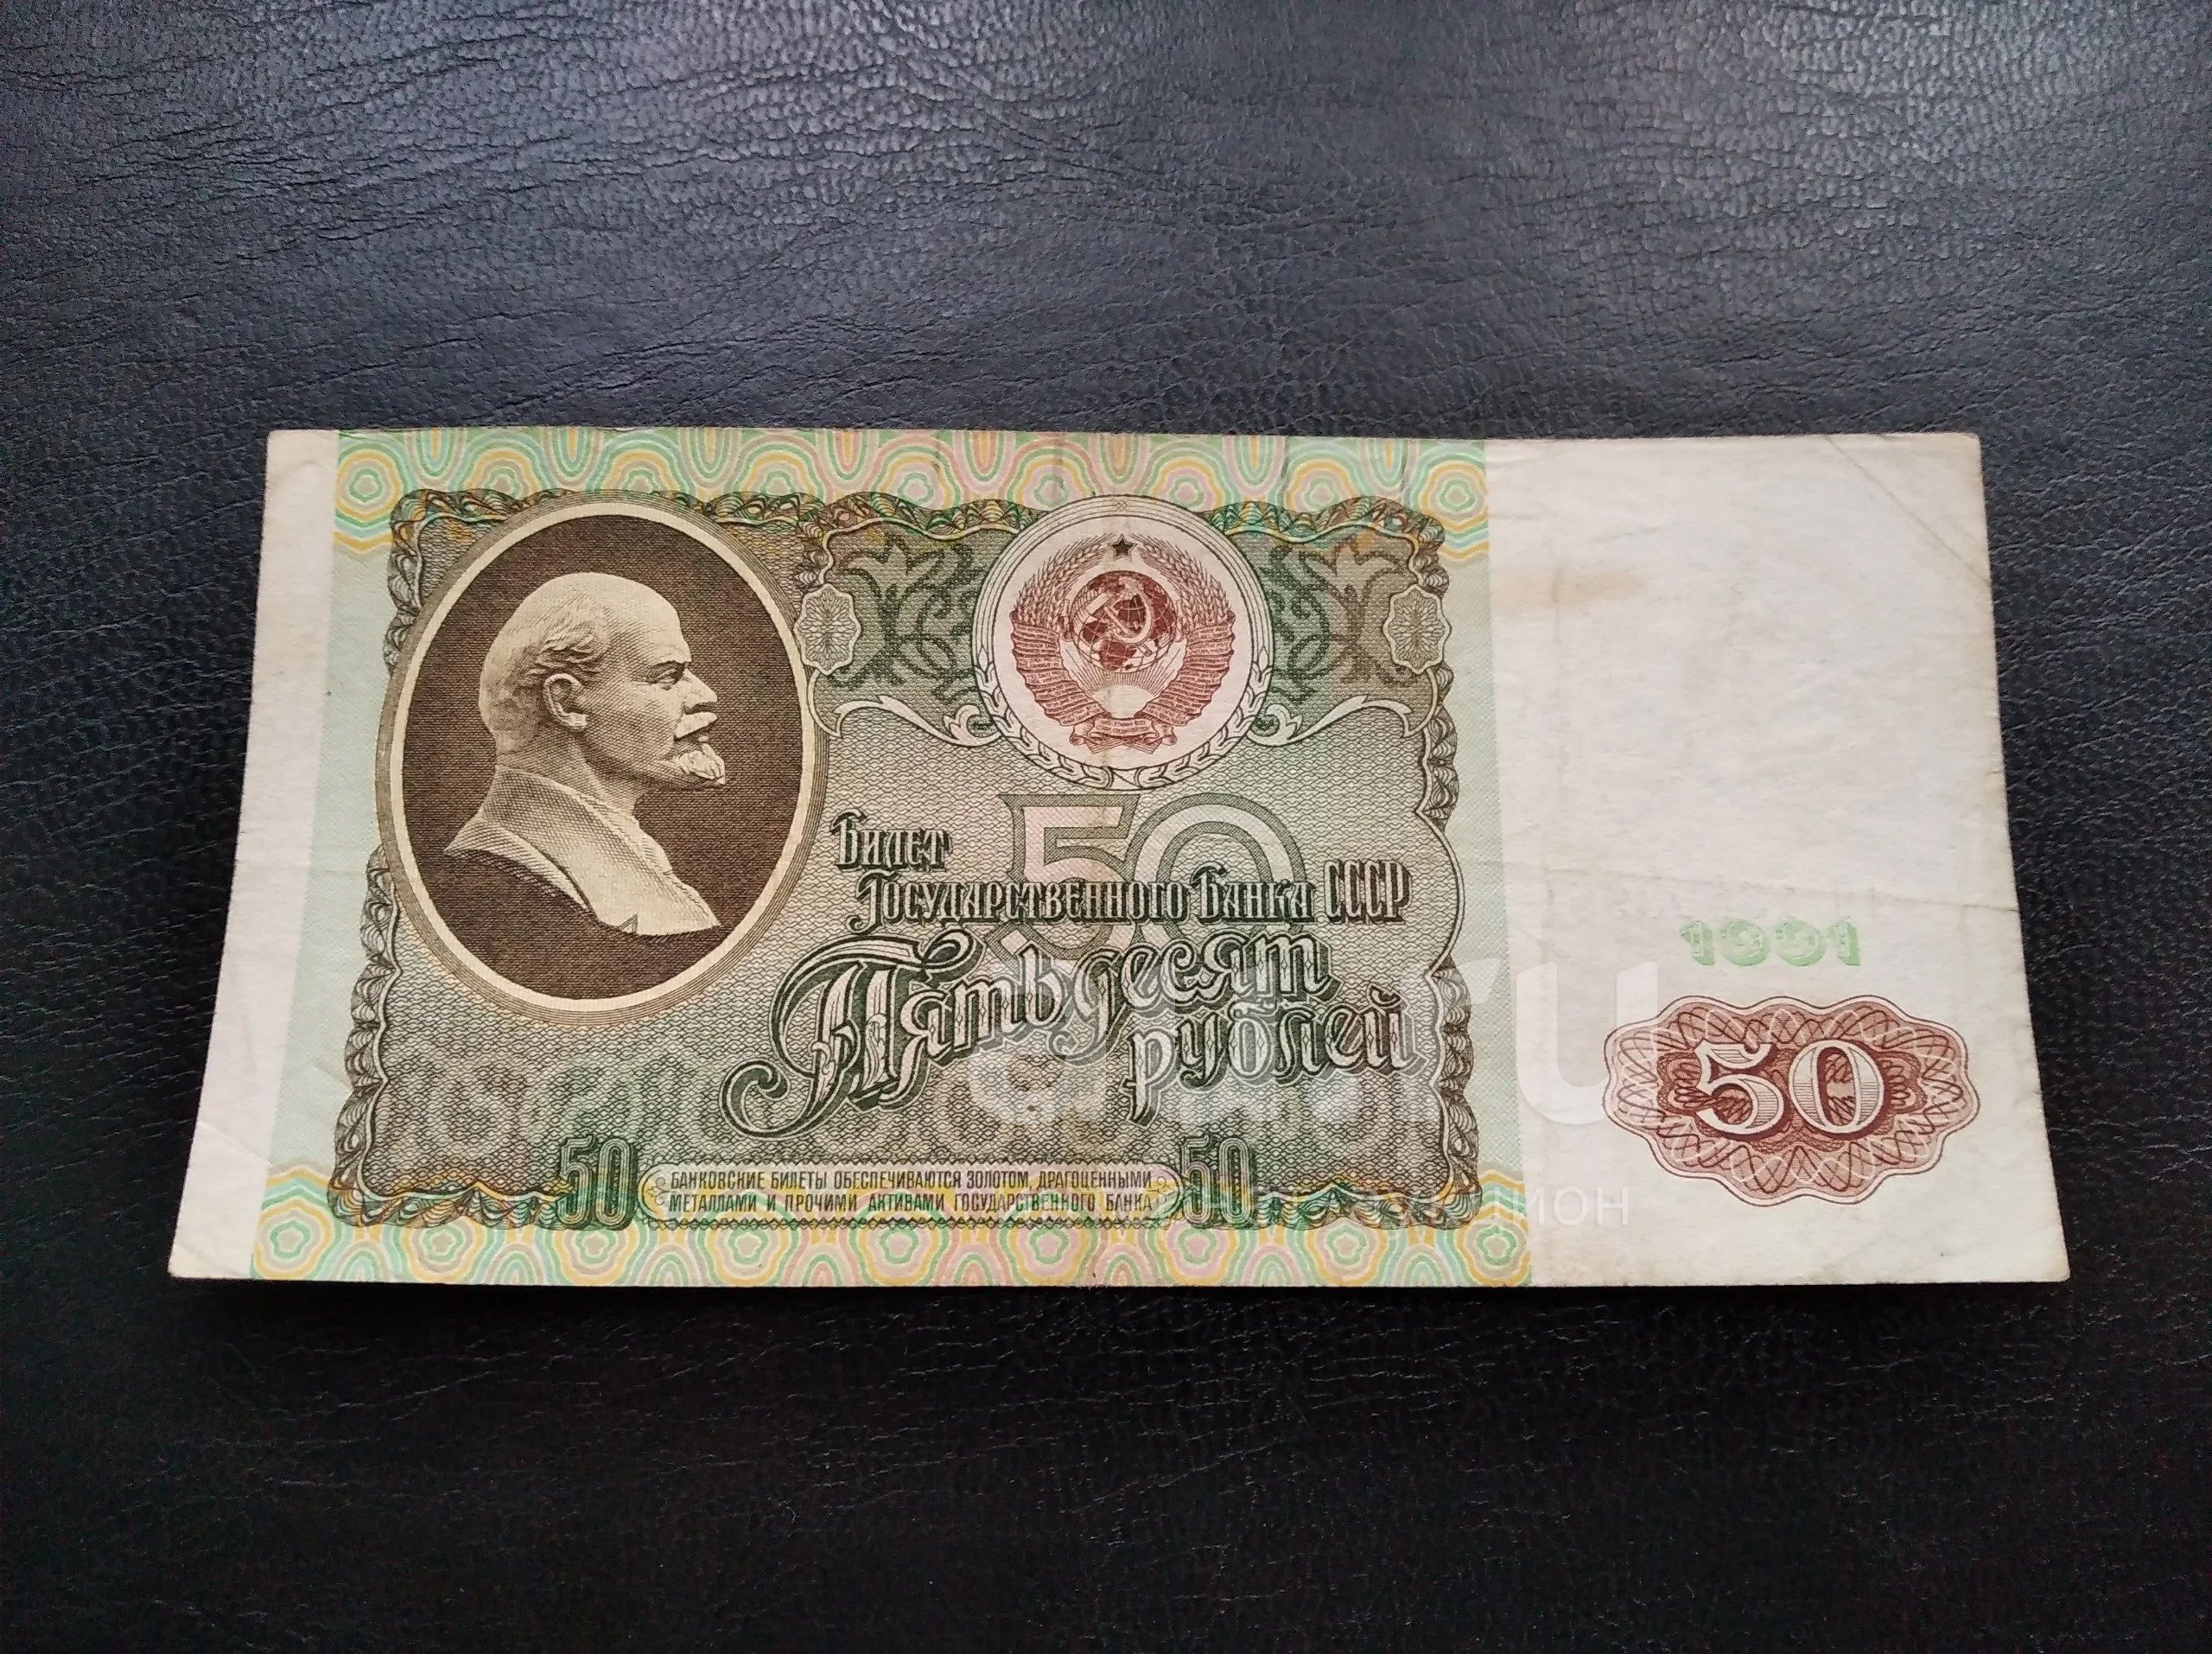 50
Билет
Государственного Банка СССР
Пятьдесят
рублей
1991
50
50
БАНКОВСКИЕ БИЛЕТЫ ОБЕСПЕЧИВАЮТСЯ ЗОЛОТОМ, ДРАГОЦЕННЫМИ
МЕТАЛЛАМИ И ПРОЧИМИ АКТИВАМИ ГОСУДАРСТВЕННОГО БАНКА
50